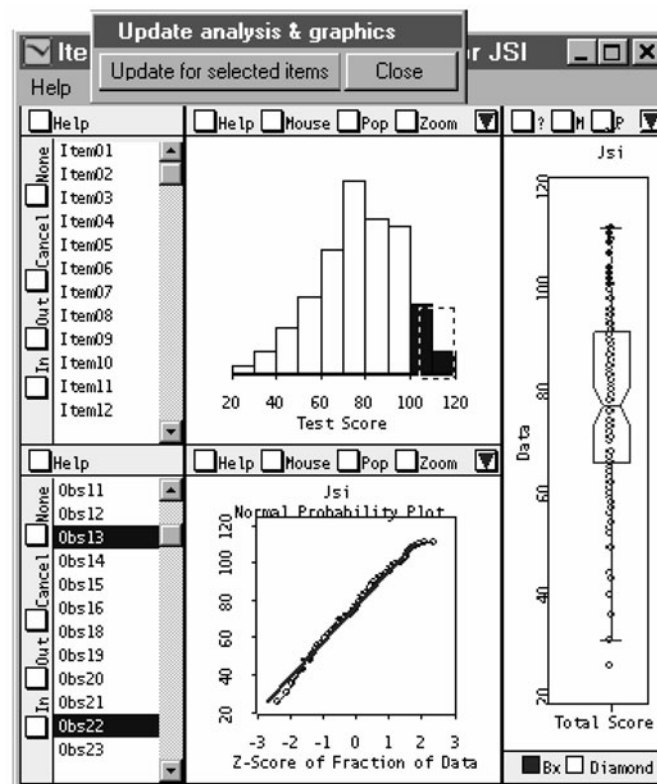 Update analysis & graphics
Update for selected items Close
Ite
r JSI
Help
Help
None
Cancel
Out
In
Item01
Item02
Item03
Item04
Item05
Item06
Item07
Item08
Item09
Item10
Item11
Item12
Help Mouse Pop Zoom
20 40 60 80 100 120
Test Score
? M P
Jsi
120
100
80
60
40
20
Data
Total Score
Bx Diamond
Help
None
Cancel
Out
In
Obs11
Obs12
Obs13
Obs14
Obs15
Obs16
Obs18
Obs19
Obs20
Obs21
Obs22
Obs23
Help Mouse Pop Zoom
Jsi
Normal Probability Plot
120
100
80
60
40
20
-3 -2 -1 0 1 2 3
Z-Score of Fraction of Data